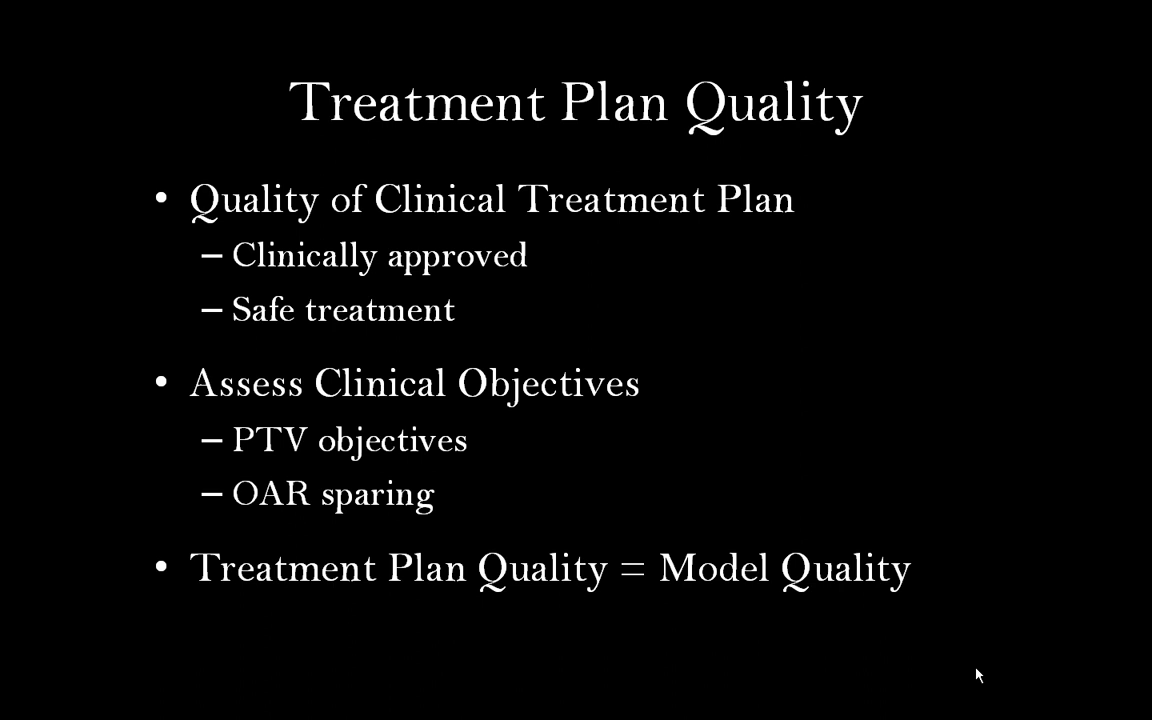 Treatment Plan Quality
• Quality of Clinical Treatment Plan
– Clinically approved
– Safe treatment
• Assess Clinical Objectives
– PTV objectives
– OAR sparing
• Treatment Plan Quality = Model Quality